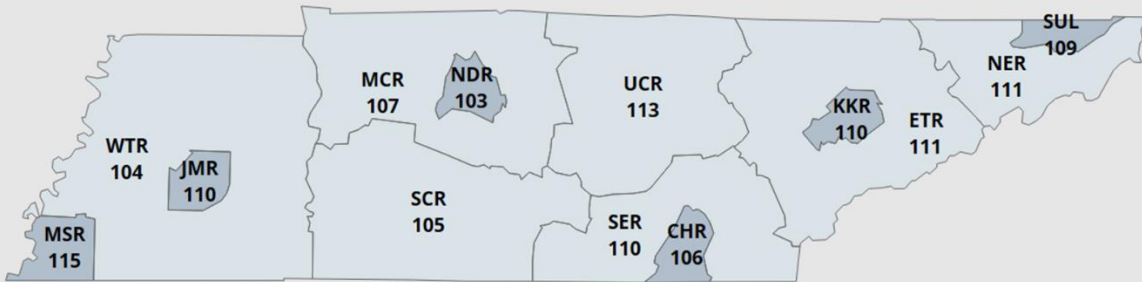 SUL
109
NER
111
MCR
107
NDR
103
UCR
113
KKR
110
ETR
111
WTR
104
JMR
110
SCR
105
SER
110
CHR
106
MSR
115